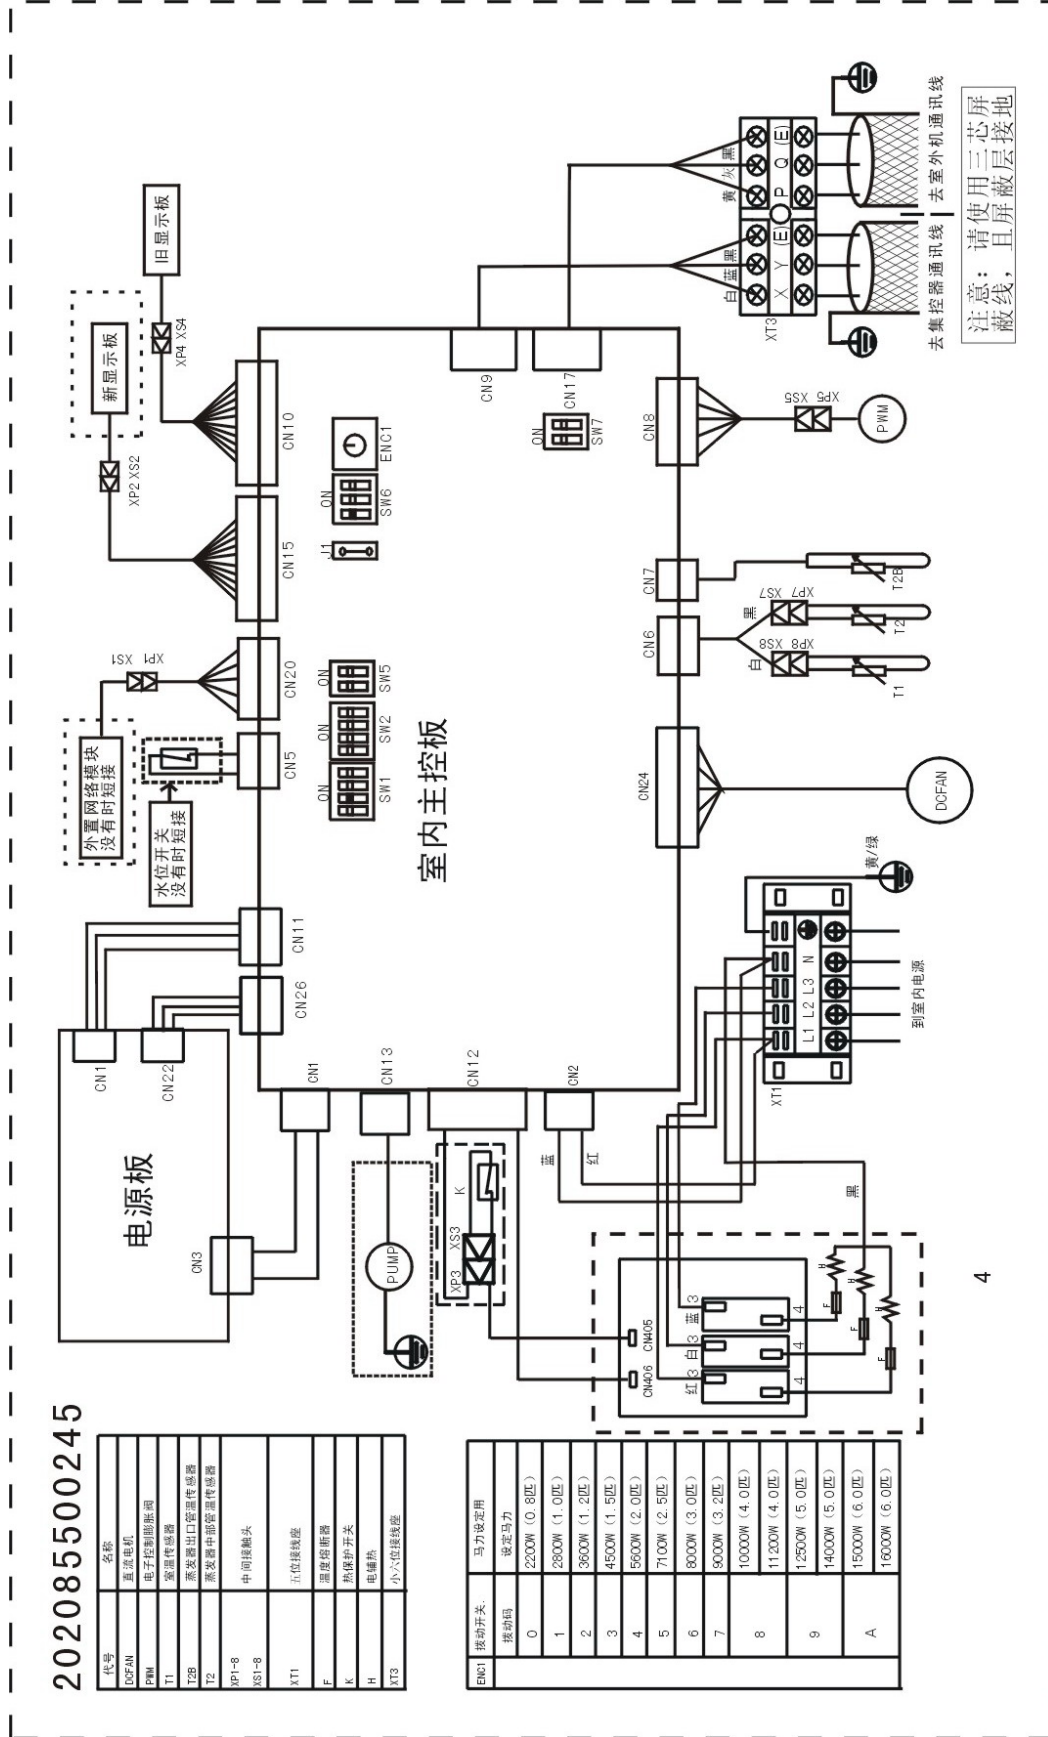 202085500245
代号 名称
DCFAN 直流电机
PWM 电子控制膨胀阀
T1 室温传感器
T2B 蒸发器出口管温传感器
T2 蒸发器中部管温传感器
XP1-8
XS1-8
中间接触头
XT1 五位接线座
F 温度熔断器
K 热保护开关
H 电辅热
XT3 小六位接线座
ENC1 拨动开关. 马力设定用
拨动码 设定马力
0 2200W (0.8匹)
1 2800W (1.0匹)
2 3600W (1.2匹)
3 4500W (1.5匹)
4 5600W (2.0匹)
5 7100W (2.5匹)
6 8000W (3.0匹)
7 9000W (3.2匹)
8 10000W (4.0匹)
11200W (4.0匹)
9 12500W (5.0匹)
14000W (5.0匹)
A 15000W (6.0匹)
16000W (6.0匹)
电源板
CN1
CN22
CN3
外置网络模块
没有时短接
水位开关
没有时短接
XS1 XP1
新显示板
XP2 XS2
旧显示板
XP4 XS4
CN11
CN26
CN5
CN20
CN15
CN10
CN1
CN13
CN12
CN2
ON
SW1
ON
SW2
ON
SW5
J1
ON
SW6
ENC1
室内主控板
CN9
CN17
ON
SW7
CN24
CN6
CN7
CN8
PUMP
XP3 XS3
K
蓝
红
CN406 CN405
红 3
白 3
蓝 3
4
4
4
F
F
F
H
H
H
黑
XT1
L1 L2 L3 N
黄/绿
到室内电源
DCFAN
白
黑
XS8
XP8
XS7
XP7
T1
T2
T2B
XS5
XP5
PWM
白 蓝 黑
黄 灰 黑
XT3
X Y (E) P Q (E)
去集控器通讯线
去室外机通讯线
注意: 请使用三芯屏
蔽线, 且屏蔽层接地
4